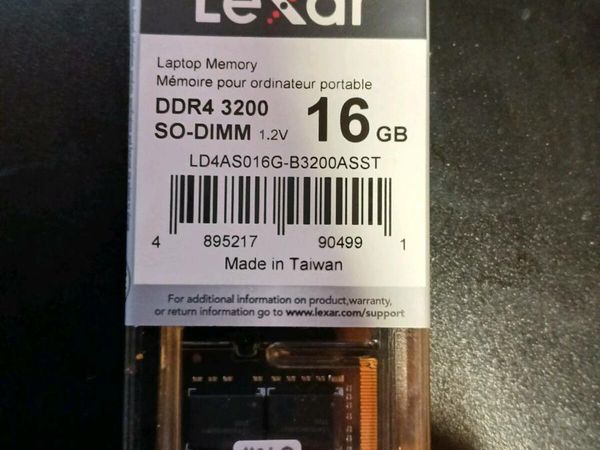 Lexar
Laptop Memory
Mémoire pour ordinateur portable
DDR4 3200
SO-DIMM 1.2V 16 GB
LD4AS016G-B3200ASST
4 895217 90499 1
Made in Taiwan
For additional information on product,warranty,
or return information go to www.lexar.com/support